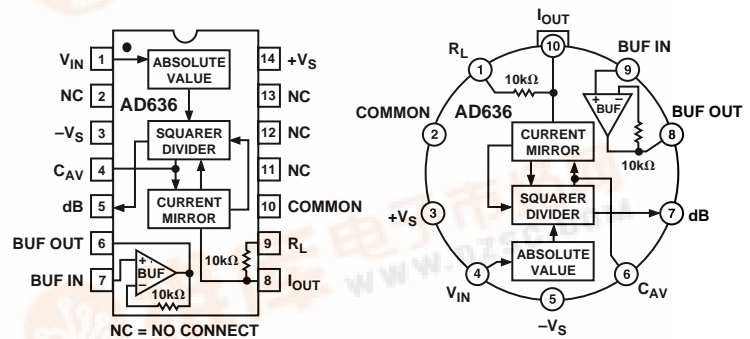 V_IN 1
NC 2
–V_S 3
C_AV 4
dB 5
BUF OUT 6
BUF IN 7
AD636
ABSOLUTE
VALUE
SQUARER
DIVIDER
CURRENT
MIRROR
+ –
BUF
10kΩ
10kΩ
14 +V_S
13 NC
12 NC
11 NC
10 COMMON
9 R_L
8 I_OUT
NC = NO CONNECT
I_OUT
10
R_L
1
10kΩ
BUF IN
9
COMMON
2
AD636
+ –
BUF
BUF OUT
8
10kΩ
CURRENT
MIRROR
+V_S
3
SQUARER
DIVIDER
7
dB
ABSOLUTE
VALUE
4
V_IN
6
C_AV
5
–V_S